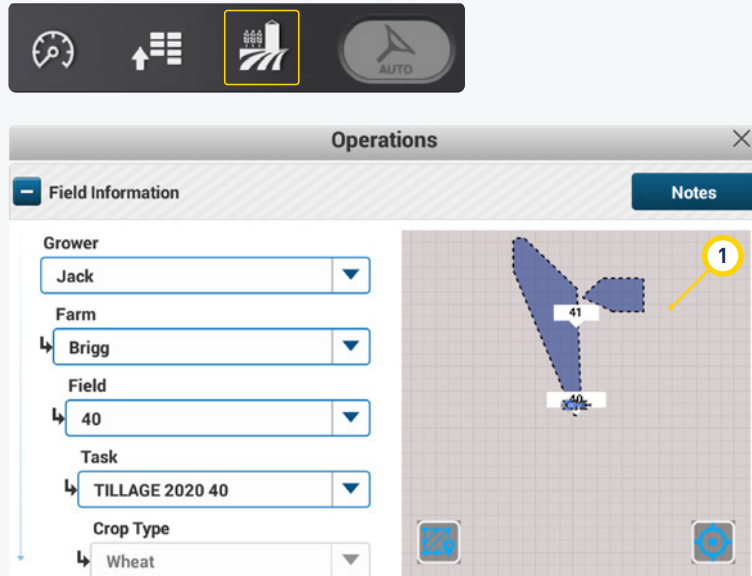 AUTO
Operations
Field Information
Notes
Grower
Jack
Farm
Brigg
Field
40
Task
TILLAGE 2020 40
Crop Type
Wheat
1
41
40